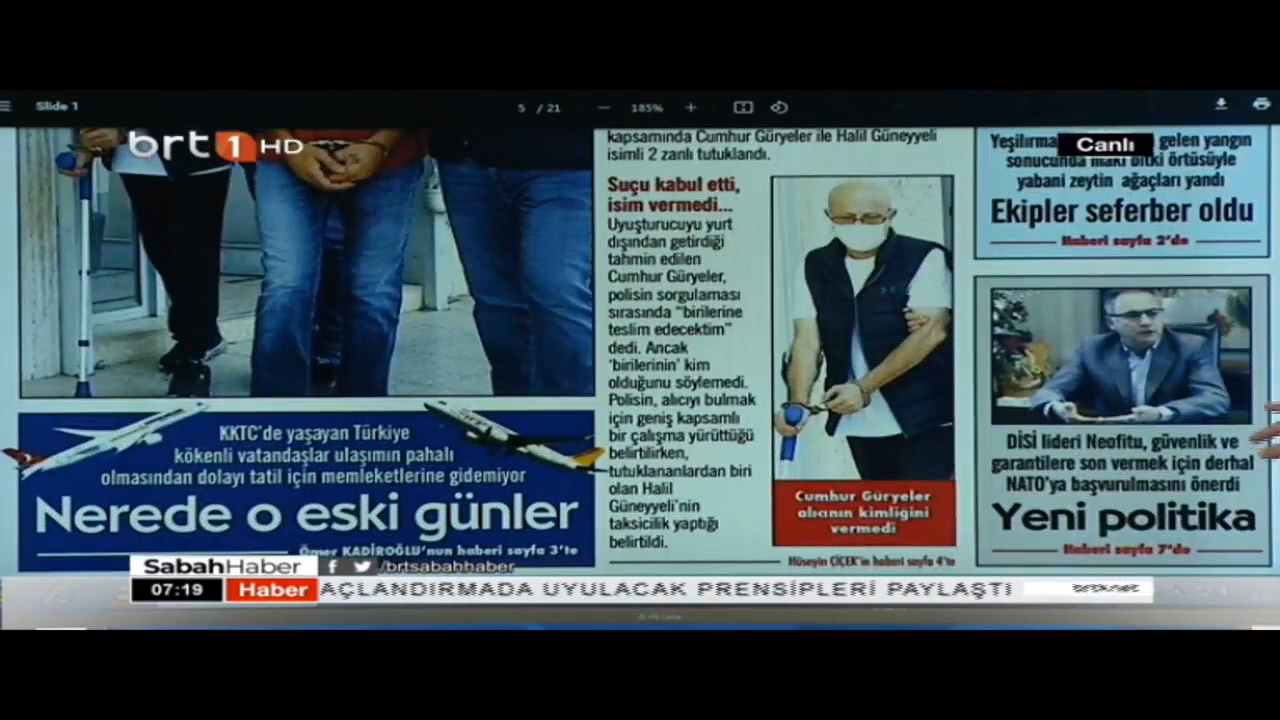 Slide 1
5 / 21
185%
brt 1 HD
Canlı
kapsamında Cumhur Güryeler ile Halil Güneyyeli
isimli 2 zanlı tutuklandı.
Suçu kabul etti,
isim vermedi...
Uyuşturucuyu yurt
dışından getirdiği
tahmin edilen
Cumhur Güryeler,
polisin sorgulaması
sırasında "birilerine
teslim edecektim"
dedi. Ancak
'birilerinin' kim
olduğunu söylemedi.
Polisin, alıcıyı bulmak
için geniş kapsamlı
bir çalışma yürüttüğü
belirtilirken,
tutuklananlardan biri
olan Halil
Güneyyeli'nin
taksicilik yaptığı
belirtildi.
Cumhur Güryeler
alıcının kimliğini
vermedi
Hüseyin ÇİÇEK'in haberi sayfa 4'te
gelen yangın
sonucunda maki bitki örtüsüyle
yabani zeytin ağaçları yandı
Ekipler seferber oldu
Haberi sayfa 2'de
DİSİ lideri Neofitu, güvenlik ve
garantilere son vermek için derhal
NATO'ya başvurulmasını önerdi
Yeni politika
Haberi sayfa 7'de
KKTC'de yaşayan Türkiye
kökenli vatandaşlar ulaşımın pahalı
olmasından dolayı tatil için memleketlerine gidemiyor
Nerede o eski günler
Ömer KADİROĞLU'nun haberi sayfa 3'te
SabahHaber
/brtsabahhaber
07:19
Haber
AÇLANDIRMADA UYULACAK PRENSİPLERİ PAYLAŞTI
brtk.net